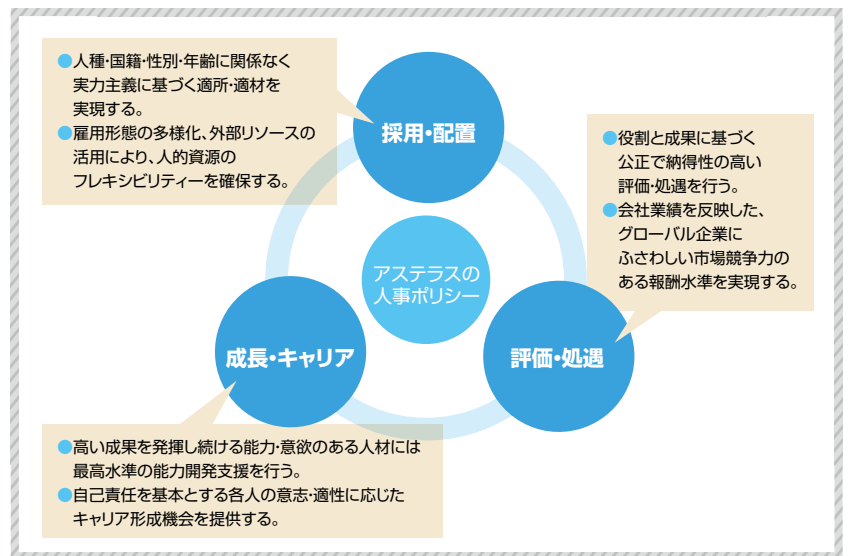 ●人種・国籍・性別・年齢に関係なく
実力主義に基づく適所・適材を
実現する。
●雇用形態の多様化、外部リソースの
活用により、人的資源の
フレキシビリティーを確保する。
採用・配置
●役割と成果に基づく
公正で納得性の高い
評価・処遇を行う。
●会社業績を反映した、
グローバル企業に
ふさわしい市場競争力の
ある報酬水準を実現する。
アステラスの
人事ポリシー
成長・キャリア
評価・処遇
●高い成果を発揮し続ける能力・意欲のある人材には
最高水準の能力開発支援を行う。
●自己責任を基本とする各人の意志・適性に応じた
キャリア形成機会を提供する。